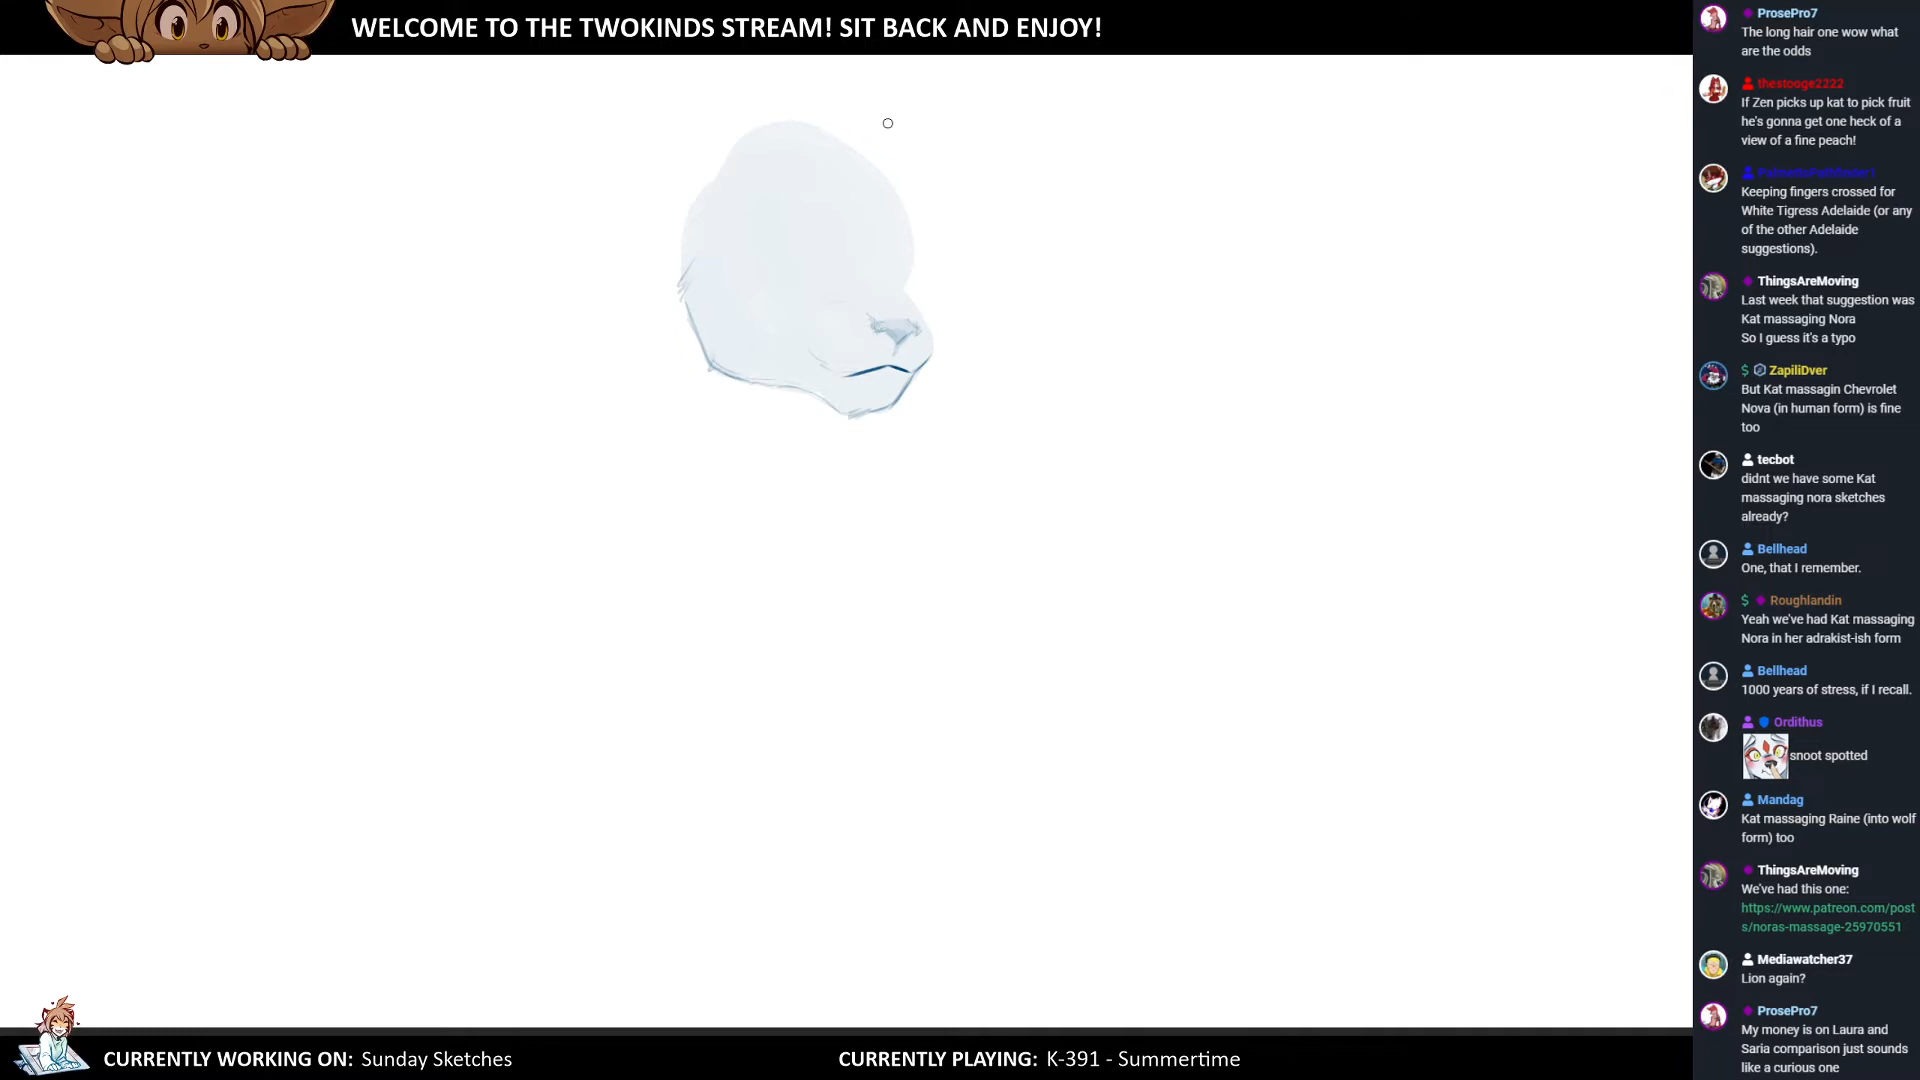 WELCOME TO THE TWOKINDS STREAM! SIT BACK AND ENJOY!
ProsePro7
The long hair one wow what
are the odds
thestooge2222
If Zen picks up kat to pick fruit
he's gonna get one heck of a
view of a fine peach!
PalmettoPathfinder1
Keeping fingers crossed for
White Tigress Adelaide (or any
of the other Adelaide
suggestions).
ThingsAreMoving
Last week that suggestion was
Kat massaging Nora
So I guess it's a typo
$ ZapiliDver
But Kat massagin Chevrolet
Nova (in human form) is fine
too
tecbot
didnt we have some Kat
massaging nora sketches
already?
Bellhead
One, that I remember.
$ Roughlandin
Yeah we've had Kat massaging
Nora in her adrakist-ish form
Bellhead
1000 years of stress, if I recall.
Ordithus
snoot spotted
Mandag
Kat massaging Raine (into wolf
form) too
ThingsAreMoving
We've had this one:
https://www.patreon.com/post
s/noras-massage-25970551
Mediawatcher37
Lion again?
ProsePro7
My money is on Laura and
Saria comparison just sounds
like a curious one
CURRENTLY WORKING ON: Sunday Sketches
CURRENTLY PLAYING: K-391 - Summertime